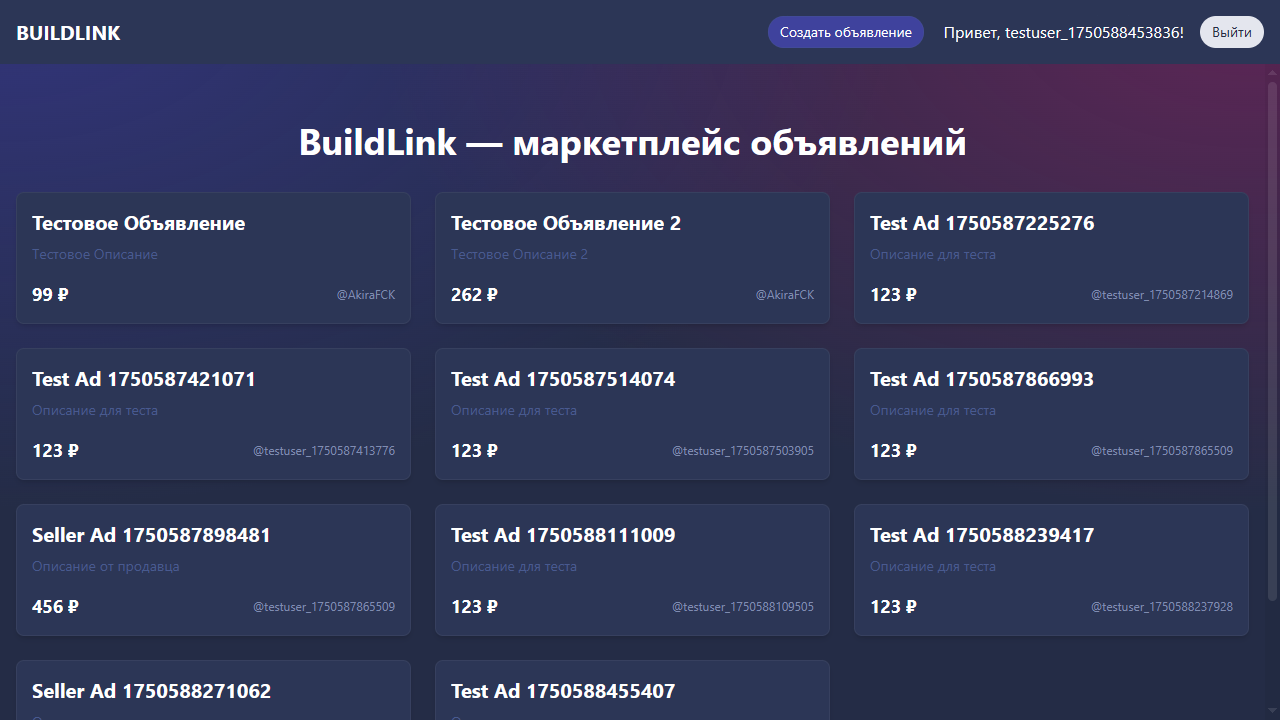 BUILDLINK
Создать объявление
Привет, testuser_1750588453836!
Выйти
BuildLink — маркетплейс объявлений
Тестовое Объявление
Тестовое Описание
99 ₽
@AkiraFCK
Тестовое Объявление 2
Тестовое Описание 2
262 ₽
@AkiraFCK
Test Ad 1750587225276
Описание для теста
123 ₽
@testuser_1750587214869
Test Ad 1750587421071
Описание для теста
123 ₽
@testuser_1750587413776
Test Ad 1750587514074
Описание для теста
123 ₽
@testuser_1750587503905
Test Ad 1750587866993
Описание для теста
123 ₽
@testuser_1750587865509
Seller Ad 1750587898481
Описание от продавца
456 ₽
@testuser_1750587865509
Test Ad 1750588111009
Описание для теста
123 ₽
@testuser_1750588109505
Test Ad 1750588239417
Описание для теста
123 ₽
@testuser_1750588237928
Seller Ad 1750588271062
Test Ad 1750588455407